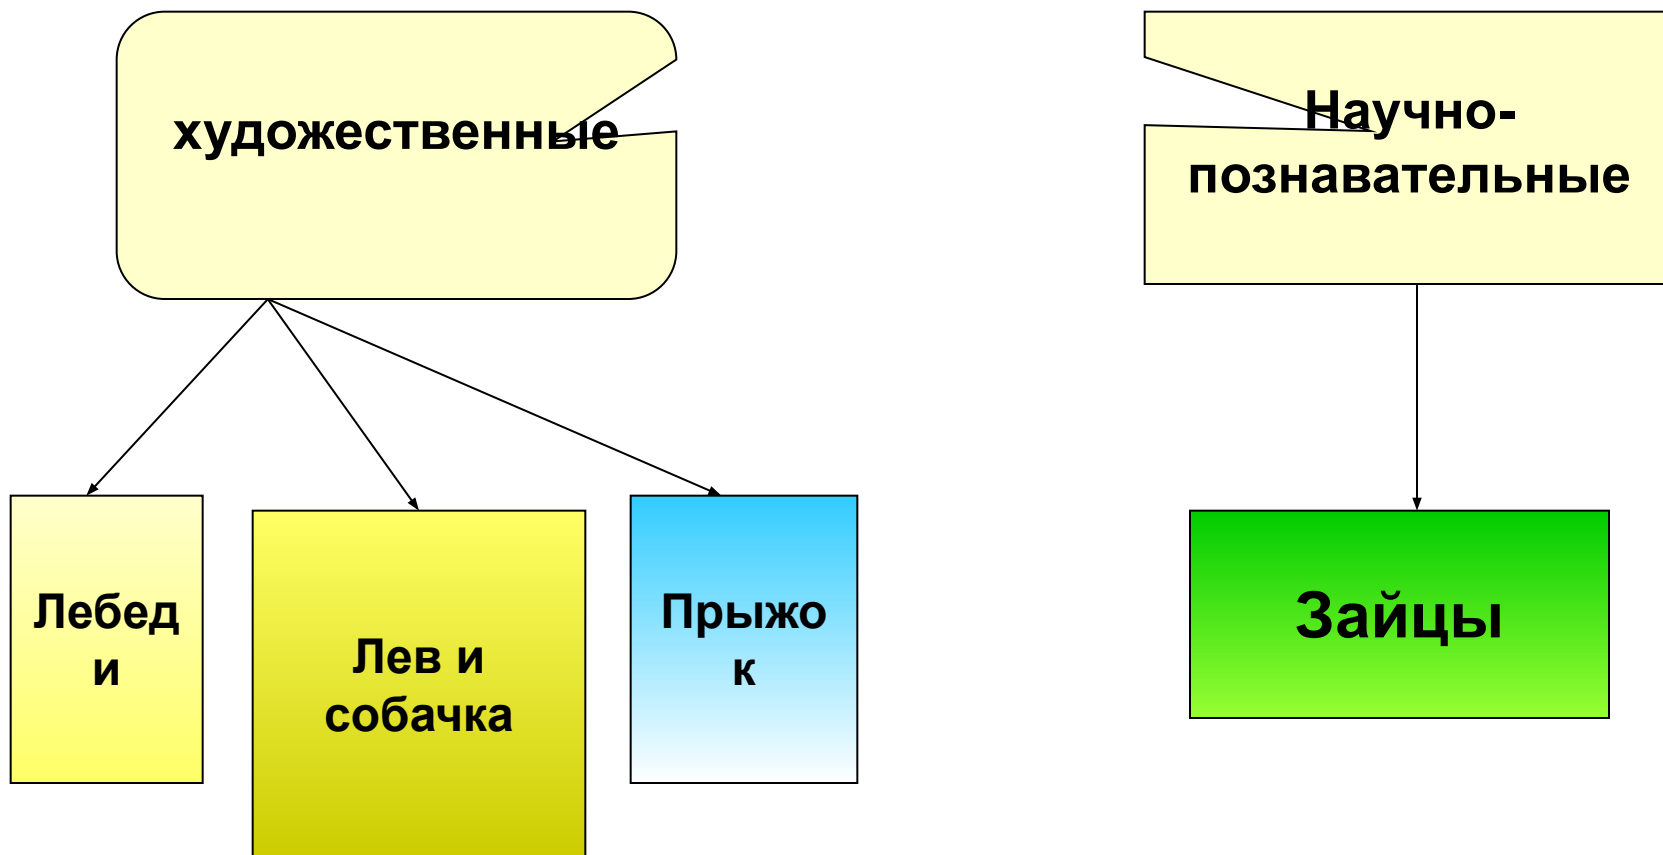 художественные
Научно-
познавательные
Лебед
и
Лев и
собачка
Прыжо
к
Зайцы